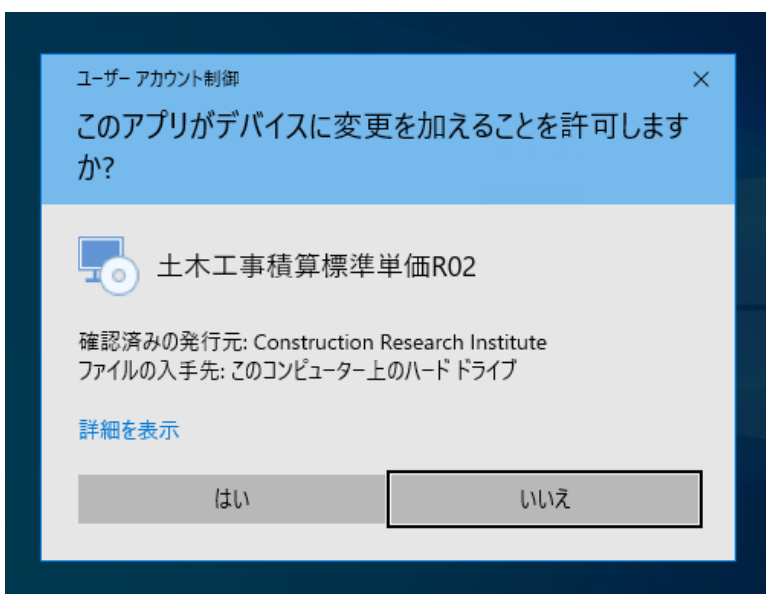 ユーザー アカウント制御
このアプリがデバイスに変更を加えることを許可します
か?
土木工事積算標準単価R02
確認済みの発行元: Construction Research Institute
ファイルの入手先: このコンピューター上のハード ドライブ
詳細を表示
はい
いいえ